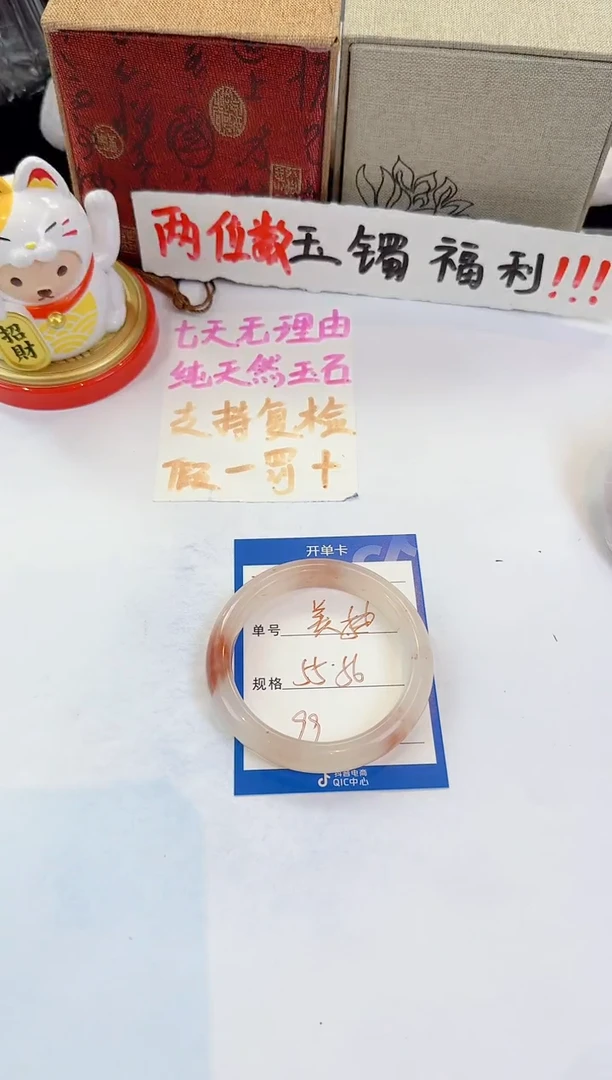 两位数玉镯福利!!!
招財
七天无理由
纯天然玉石
支持复检
假一罚十
开单卡
单号 美柚
规格 55·56
99
抖音电商
QIC中心